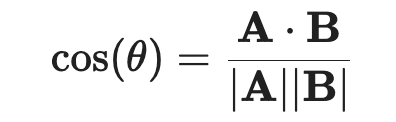 cos(θ) = A · B / |A||B|